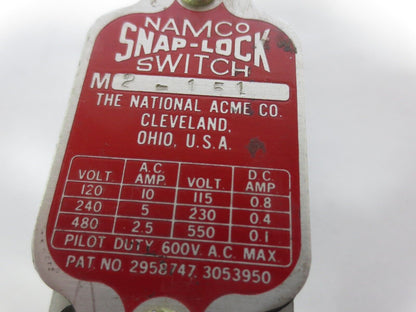 NAMCO
SNAP-LOCK
SWITCH
M 2-151
THE NATIONAL ACME CO.
CLEVELAND,
OHIO, U.S.A.
VOLT. A.C. AMP. VOLT. D.C. AMP
120 10 115 0.8
240 5 230 0.4
480 2.5 550 0.1
PILOT DUTY 600V. A.C. MAX.
PAT NO. 2958747. 3053950